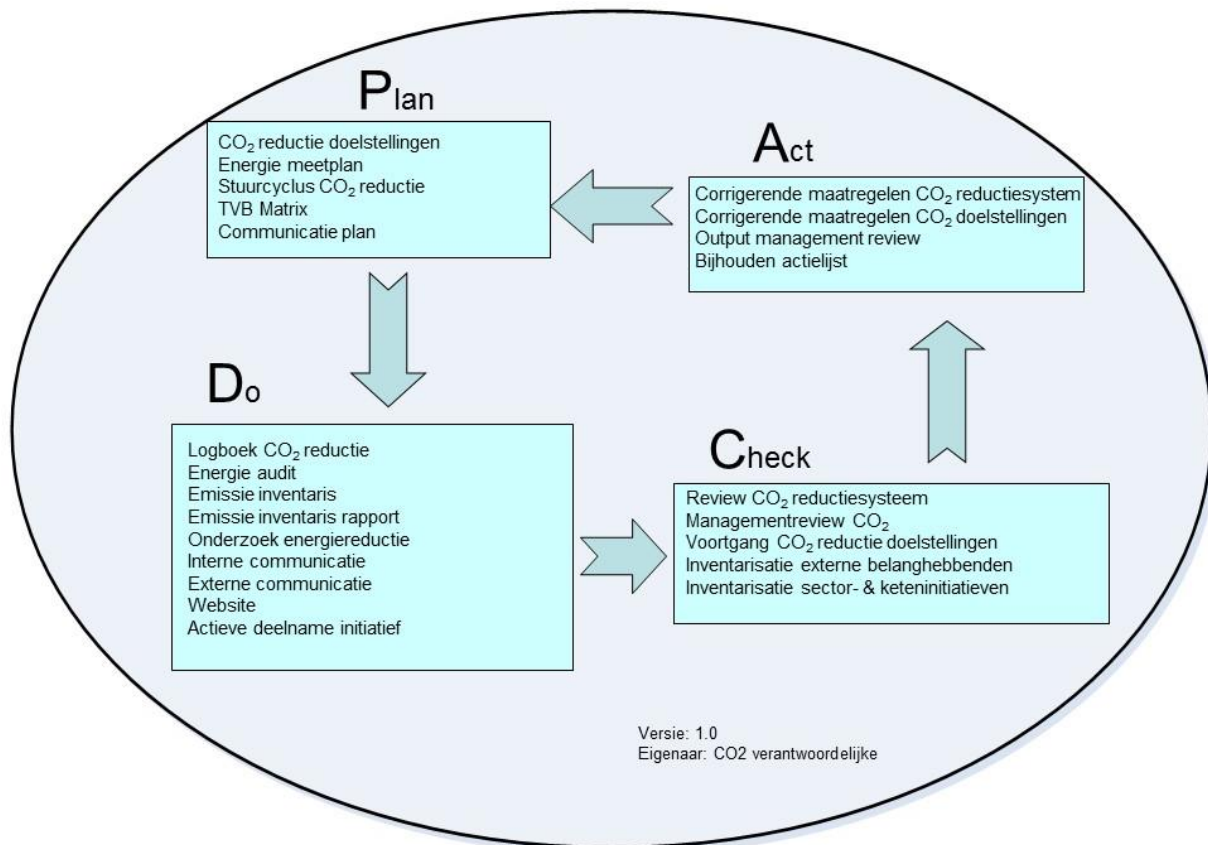 Plan
CO₂ reductie doelstellingen
Energie meetplan
Stuurcyclus CO₂ reductie
TVB Matrix
Communicatie plan
Act
Corrigerende maatregelen CO₂ reductiesystem
Corrigerende maatregelen CO₂ doelstellingen
Output management review
Bijhouden actielijst
Do
Logboek CO₂ reductie
Energie audit
Emissie inventaris
Emissie inventaris rapport
Onderzoek energiereductie
Interne communicatie
Externe communicatie
Website
Actieve deelname initiatief
Check
Review CO₂ reductiesysteem
Managementreview CO₂
Voortgang CO₂ reductie doelstellingen
Inventarisatie externe belanghebbenden
Inventarisatie sector- & keteninitiatieven
Versie: 1.0
Eigenaar: CO2 verantwoordelijke